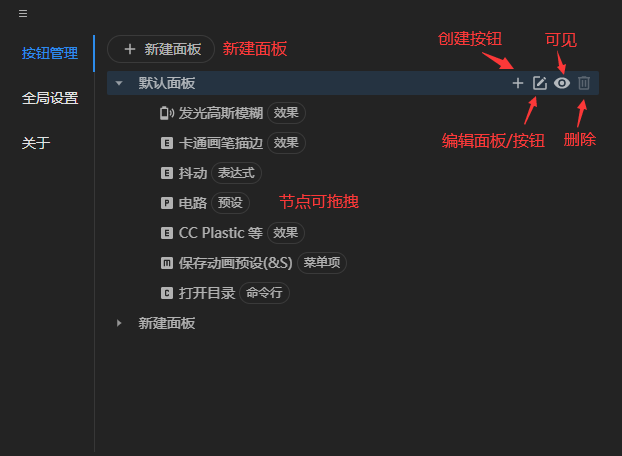 创建按钮
可见
按钮管理
新建面板 新建面板
默认面板
全局设置
编辑面板/按钮 删除
发光高斯模糊 效果
E 卡通画笔描边 效果
关于
E 抖动 表达式
P 电路 预设 节点可拖拽
E CC Plastic 等 效果
m 保存动画预设(&S) 菜单项
C 打开目录 命令行
新建面板